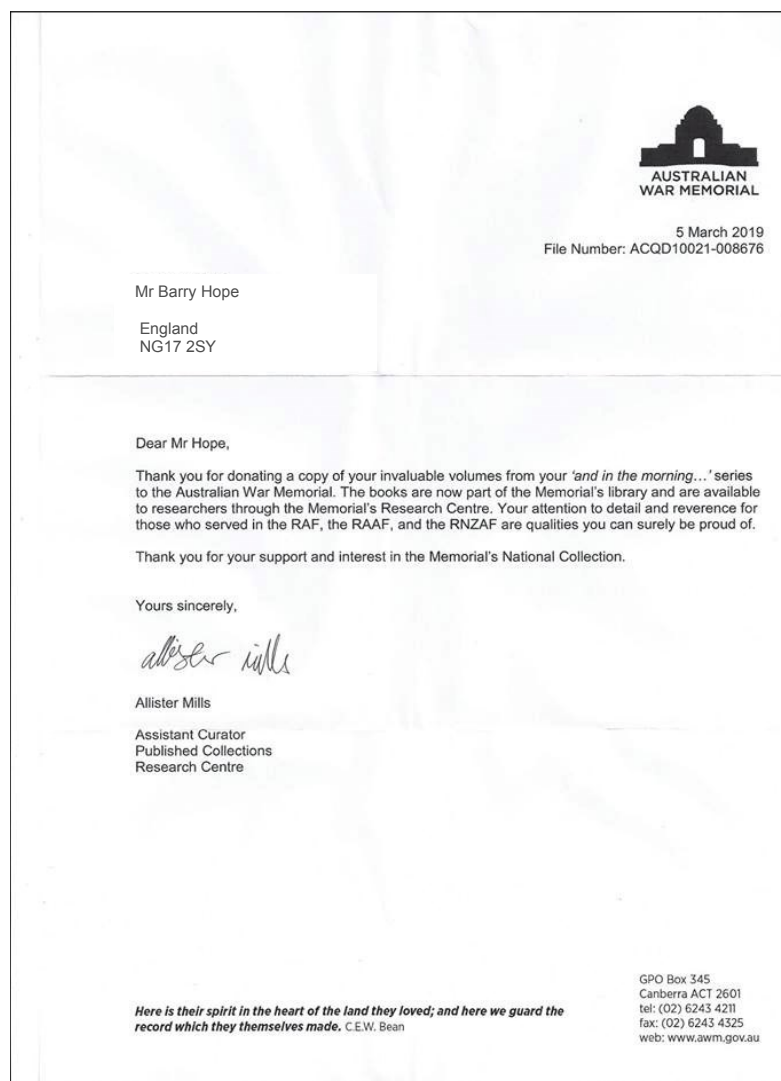 AUSTRALIAN
WAR MEMORIAL
5 March 2019
File Number: ACQD10021-008676
Mr Barry Hope
England
NG17 2SY
Dear Mr Hope,
Thank you for donating a copy of your invaluable volumes from your ‘and in the morning…’ series
to the Australian War Memorial. The books are now part of the Memorial's library and are available
to researchers through the Memorial's Research Centre. Your attention to detail and reverence for
those who served in the RAF, the RAAF, and the RNZAF are qualities you can surely be proud of.
Thank you for your support and interest in the Memorial's National Collection.
Yours sincerely,
allister mills
Allister Mills
Assistant Curator
Published Collections
Research Centre
Here is their spirit in the heart of the land they loved; and here we guard the
record which they themselves made. C.E.W. Bean
GPO Box 345
Canberra ACT 2601
tel: (02) 6243 4211
fax: (02) 6243 4325
web: www.awm.gov.au